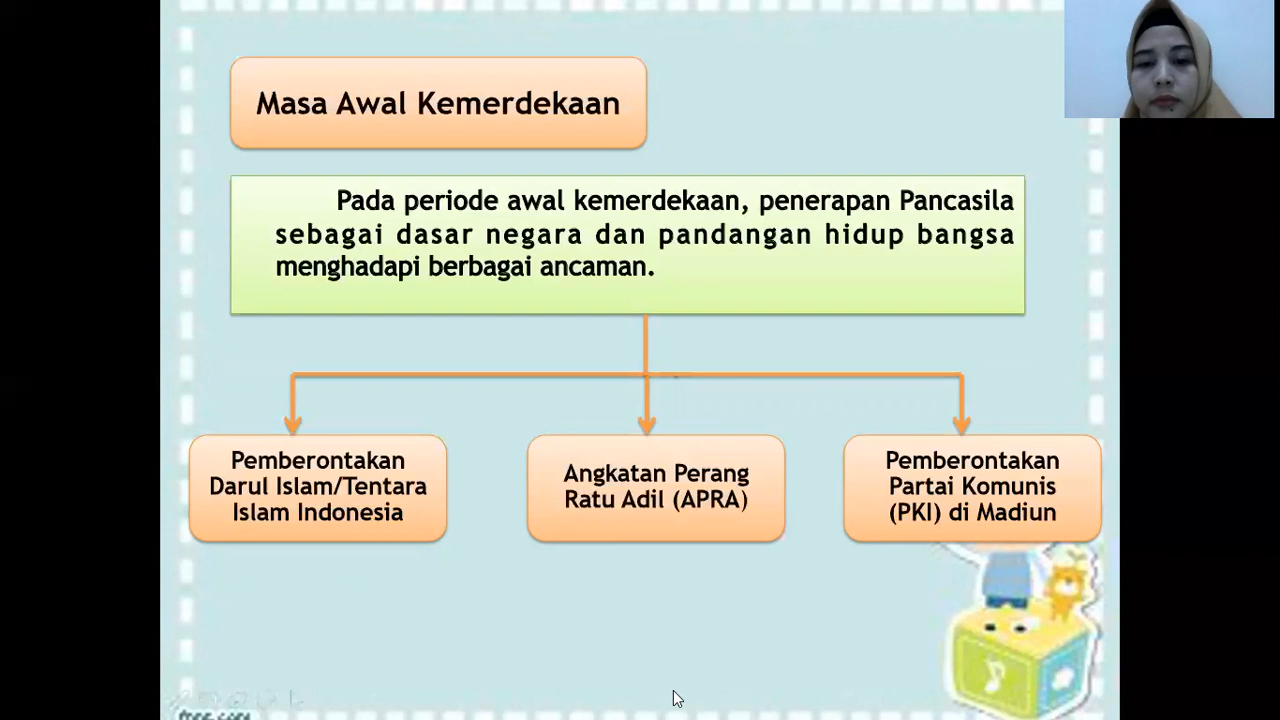 Masa Awal Kemerdekaan
Pada periode awal kemerdekaan, penerapan Pancasila
sebagai dasar negara dan pandangan hidup bangsa
menghadapi berbagai ancaman.
Pemberontakan
Darul Islam/Tentara
Islam Indonesia
Angkatan Perang
Ratu Adil (APRA)
Pemberontakan
Partai Komunis
(PKI) di Madiun